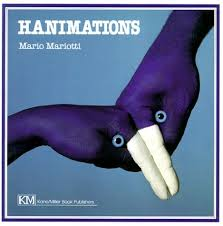 HANIMATIONS
Mario Mariotti
KM Kane/Miller Book Publishers